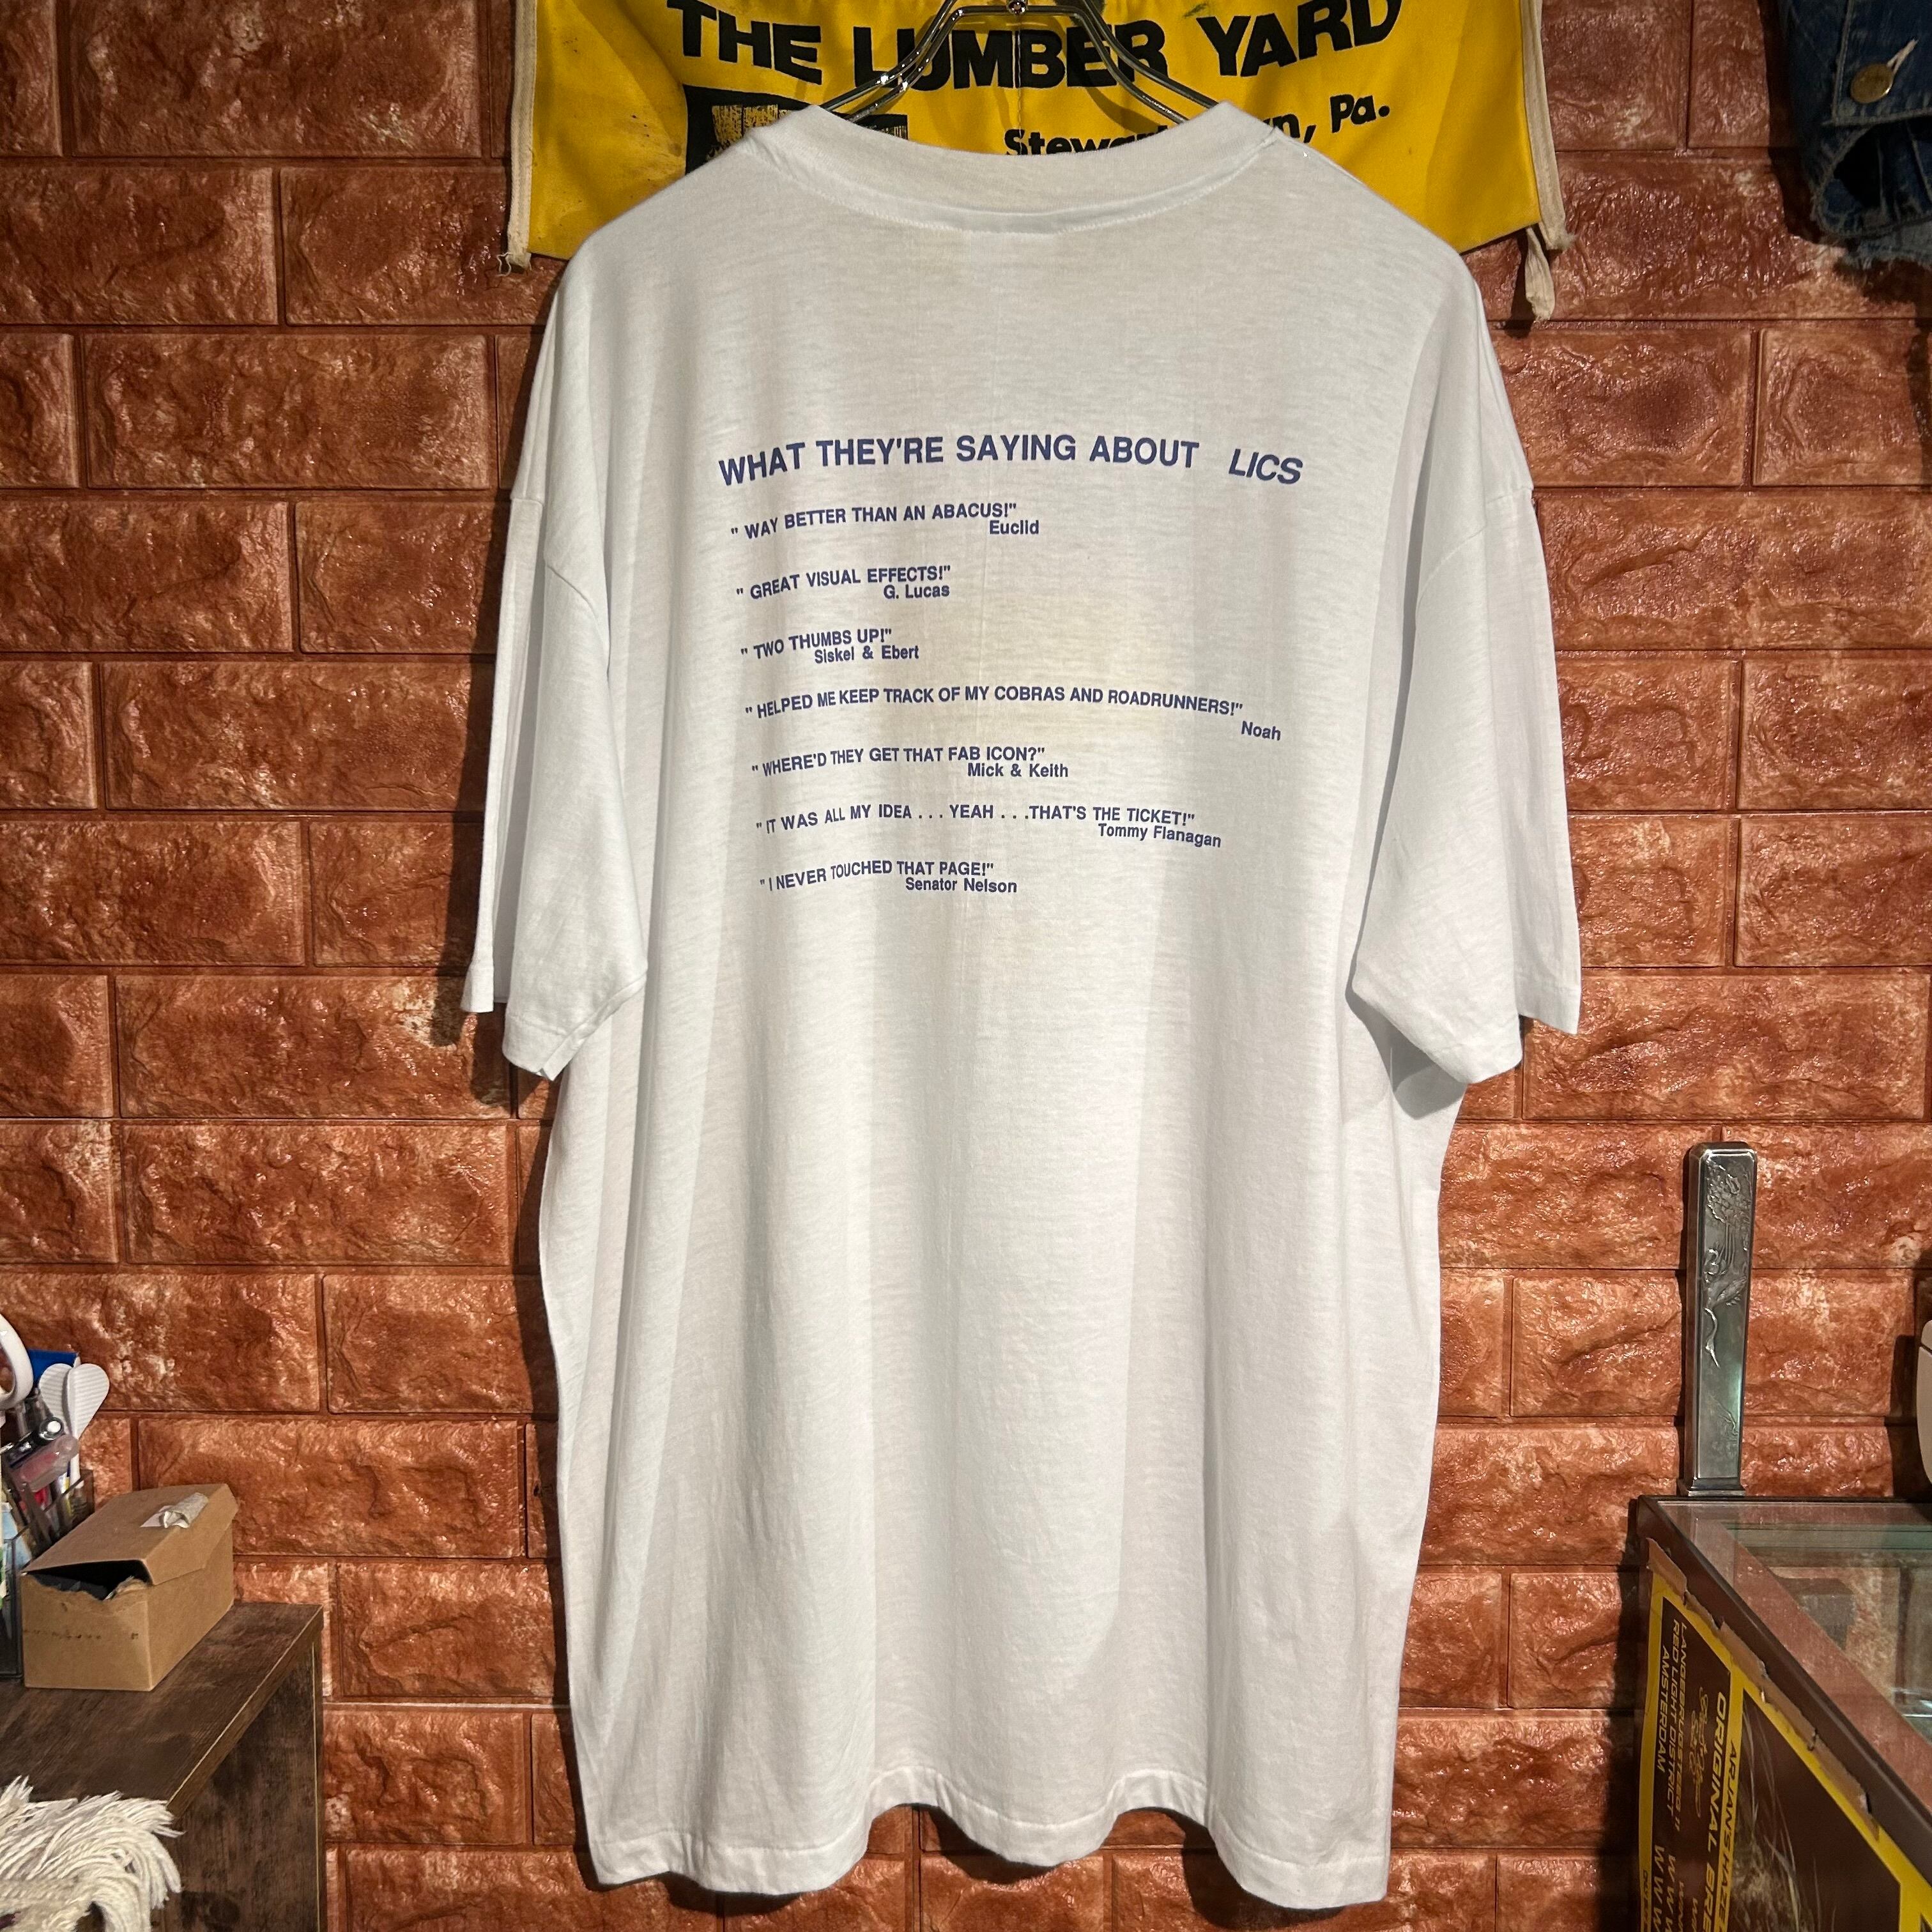 THE LUMBER YARD
Pa.
WHAT THEY'RE SAYING ABOUT LICS
" WAY BETTER THAN AN ABACUS!"
Euclid
" GREAT VISUAL EFFECTS!"
G. Lucas
" TWO THUMBS UP!"
Siskel & Ebert
" HELPED ME KEEP TRACK OF MY COBRAS AND ROADRUNNERS!"
Noah
" WHERE'D THEY GET THAT FAB ICON?"
Mick & Keith
" IT WAS ALL MY IDEA . . . YEAH . . .THAT'S THE TICKET!"
Tommy Flanagan
" I NEVER TOUCHED THAT PAGE!"
Senator Nelson
RED LIGHT DISTRICT
AMSTERDAM
ORIGINAL